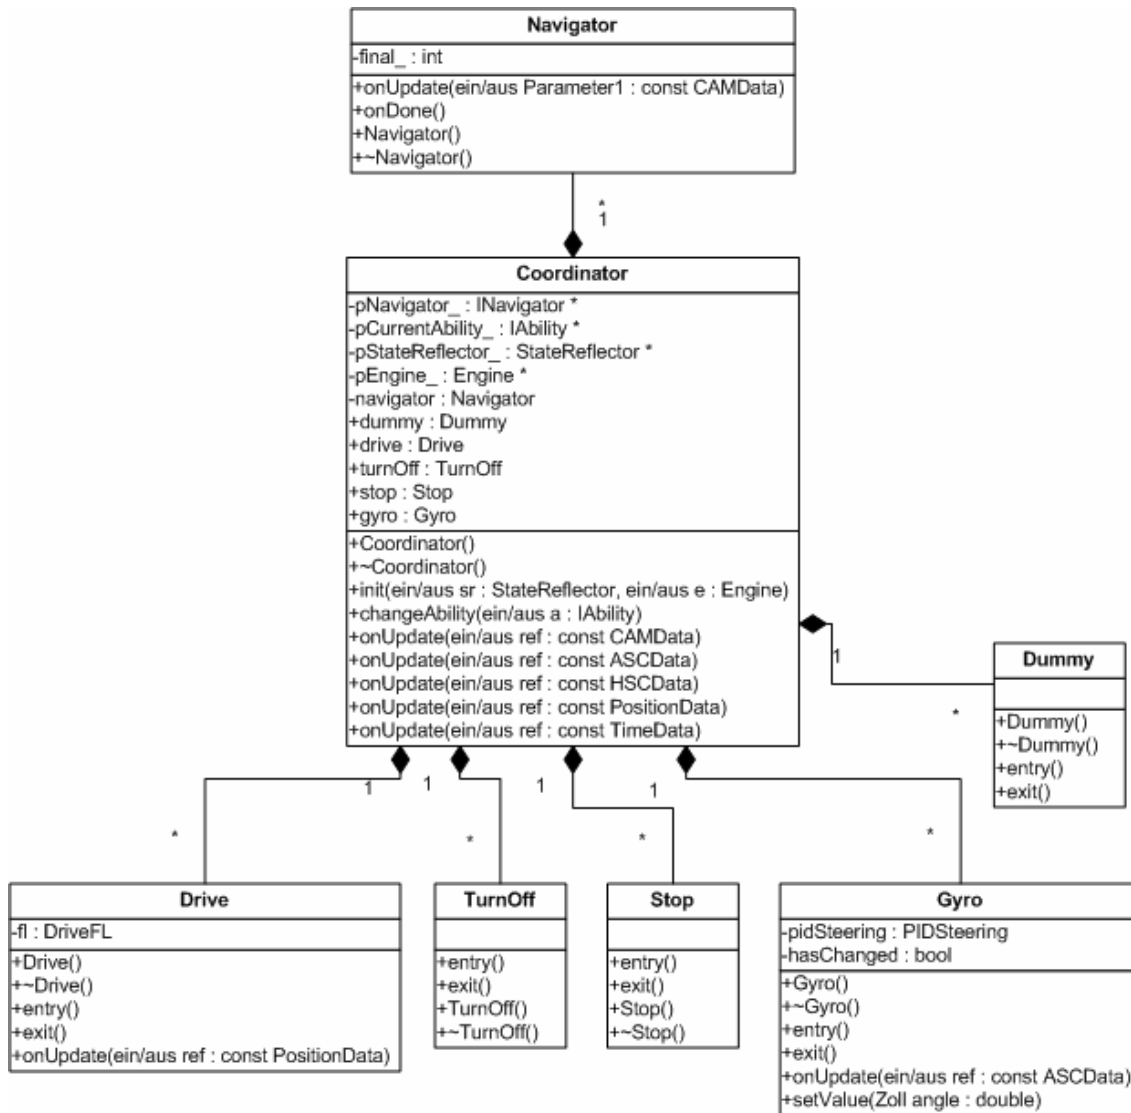 Navigator
-final_ : int
+onUpdate(ein/aus Parameter1 : const CAMData)
+onDone()
+Navigator()
+~Navigator()
*
1
Coordinator
-pNavigator_ : INavigator *
-pCurrentAbility_ : IAbility *
-pStateReflector_ : StateReflector *
-pEngine_ : Engine *
-navigator : Navigator
+dummy : Dummy
+drive : Drive
+turnOff : TurnOff
+stop : Stop
+gyro : Gyro
+Coordinator()
+~Coordinator()
+init(ein/aus sr : StateReflector, ein/aus e : Engine)
+changeAbility(ein/aus a : IAbility)
+onUpdate(ein/aus ref : const CAMData)
+onUpdate(ein/aus ref : const ASCData)
+onUpdate(ein/aus ref : const HSCData)
+onUpdate(ein/aus ref : const PositionData)
+onUpdate(ein/aus ref : const TimeData)
1
*
Dummy
+Dummy()
+~Dummy()
+entry()
+exit()
1
*
Drive
-fl : DriveFL
+Drive()
+~Drive()
+entry()
+exit()
+onUpdate(ein/aus ref : const PositionData)
1
*
TurnOff
+entry()
+exit()
+TurnOff()
+~TurnOff()
1
*
Stop
+entry()
+exit()
+Stop()
+~Stop()
1
*
Gyro
-pidSteering : PIDSteering
-hasChanged : bool
+Gyro()
+~Gyro()
+entry()
+exit()
+onUpdate(ein/aus ref : const ASCData)
+setValue(Zoll angle : double)